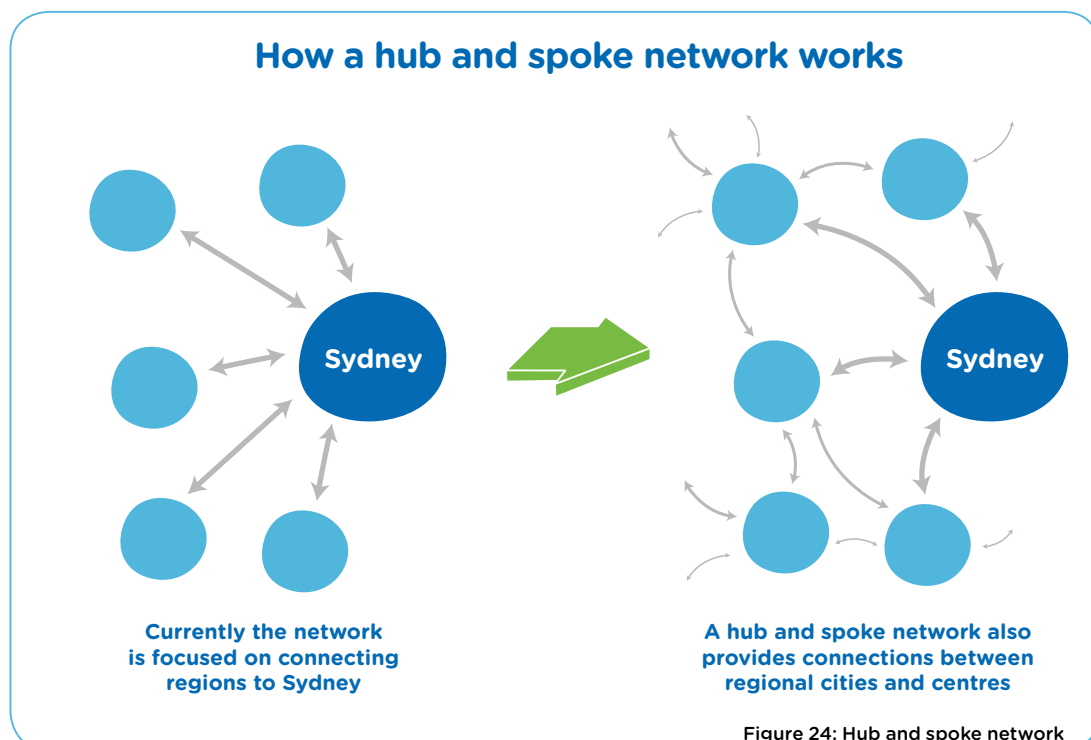 How a hub and spoke network works
Sydney
Sydney
Currently the network
is focused on connecting
regions to Sydney
A hub and spoke network also
provides connections between
regional cities and centres
Figure 24: Hub and spoke network